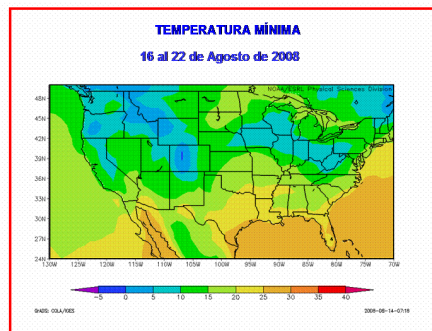 TEMPERATURA MÍNIMA
16 al 22 de Agosto de 2008
NOAA/ESRL Physical Sciences Division
48N
45N
42N
39N
36N
33N
30N
27N
24N
130W 125W 120W 115W 110W 105W 100W 95W 90W 85W 80W 75W 70W
-5 0 5 10 15 20 25 30 35 40
GrADS: COLA/IGES
2008-08-14-07:18